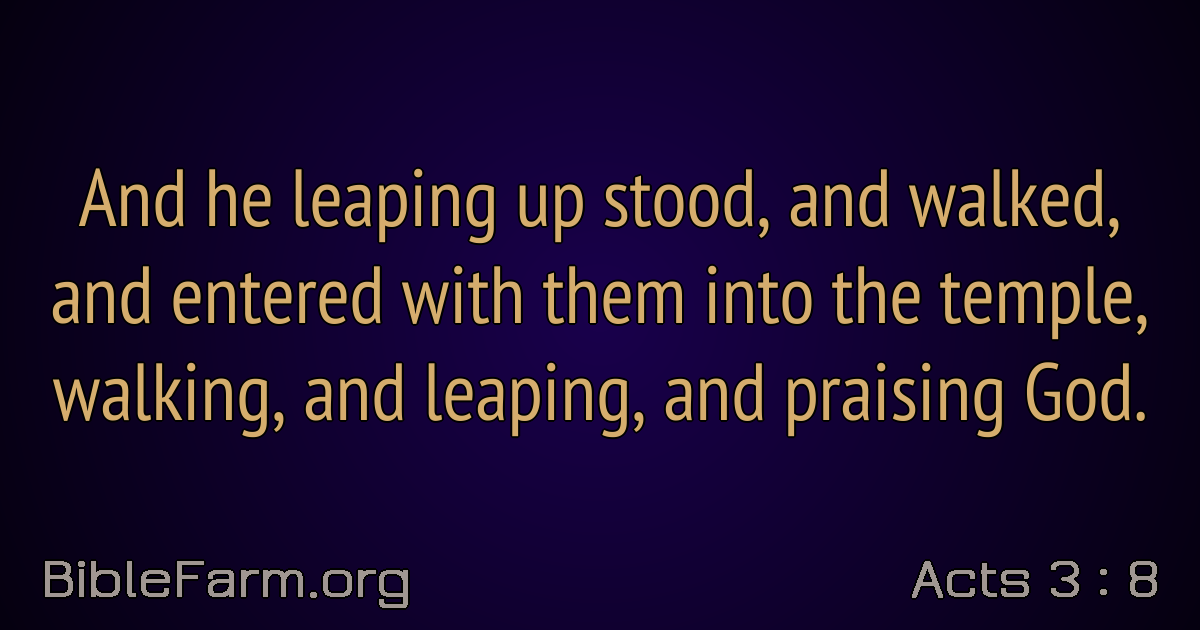 And he leaping up stood, and walked,
and entered with them into the temple,
walking, and leaping, and praising God.
BibleFarm.org
Acts 3 : 8